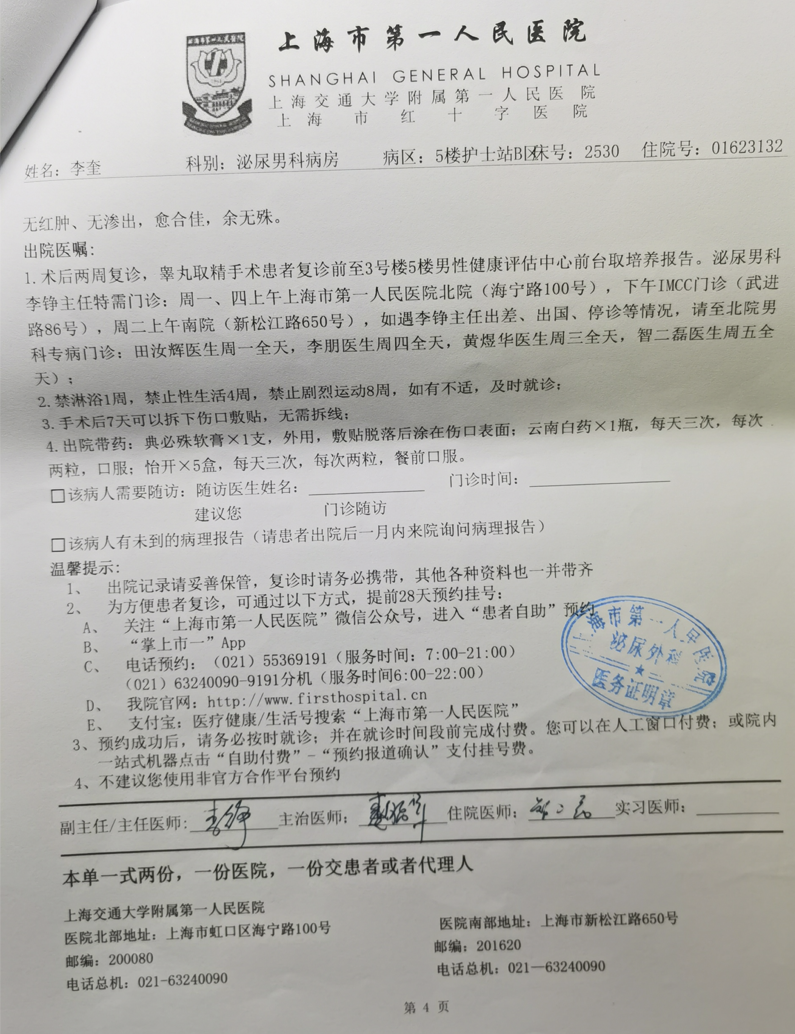 上海市第一人民医院
SHANGHAI GENERAL HOSPITAL
上海交通大学附属第一人民医院
上海市红十字医院
姓名：李奎 科别：泌尿男科病房 病区：5楼护士站B区 床号：2530 住院号：01623132
无红肿、无渗出，愈合佳，余无殊。
出院医嘱：
1.术后两周复诊，睾丸取精手术患者复诊前至3号楼5楼男性健康评估中心前台取培养报告。泌尿男科
李铮主任特需门诊：周一、四上午上海市第一人民医院北院（海宁路100号），下午IMCC门诊（武进
路86号），周二上午南院（新松江路650号），如遇李铮主任出差、出国、停诊等情况，请至北院男
科专病门诊：田汝辉医生周一全天，李朋医生周四全天，黄煜华医生周三全天，智二磊医生周五全
天）；
2.禁淋浴1周，禁止性生活4周，禁止剧烈运动8周，如有不适，及时就诊；
3.手术后7天可以拆下伤口敷贴，无需拆线；
4.出院带药：典必殊软膏×1支，外用，敷贴脱落后涂在伤口表面；云南白药×1瓶，每天三次，每次
两粒，口服；怡开×5盒，每天三次，每次两粒，餐前口服。
□该病人需要随访：随访医生姓名：____________ 门诊时间：____________
建议您 门诊随访
□该病人有未到的病理报告（请患者出院后一月内来院询问病理报告）
温馨提示：
1、 出院记录请妥善保管，复诊时请务必携带，其他各种资料也一并带齐
2、 为方便患者复诊，可通过以下方式，提前28天预约挂号：
A、 关注“上海市第一人民医院”微信公众号，进入“患者自助”预约
B、 “掌上市一”App
C、 电话预约：（021）55369191（服务时间：7:00-21:00）
（021）63240090-9191分机（服务时间6:00-22:00）
D、 我院官网：http://www.firsthospital.cn
E、 支付宝：医疗健康/生活号搜索“上海市第一人民医院”
3、预约成功后，请务必按时就诊；并在就诊时间段前完成付费。您可以在人工窗口付费；或院内
一站式机器点击“自助付费”-“预约报道确认”支付挂号费。
4、不建议您使用非官方合作平台预约
上海市第一人民医院
泌尿外科
医务证明章
副主任/主任医师：李铮 主治医师： 住院医师： 实习医师：____________
本单一式两份，一份医院，一份交患者或者代理人
上海交通大学附属第一人民医院
医院北部地址：上海市虹口区海宁路100号 医院南部地址：上海市新松江路650号
邮编：200080 邮编：201620
电话总机：021-63240090 电话总机：021—63240090
第 4 页